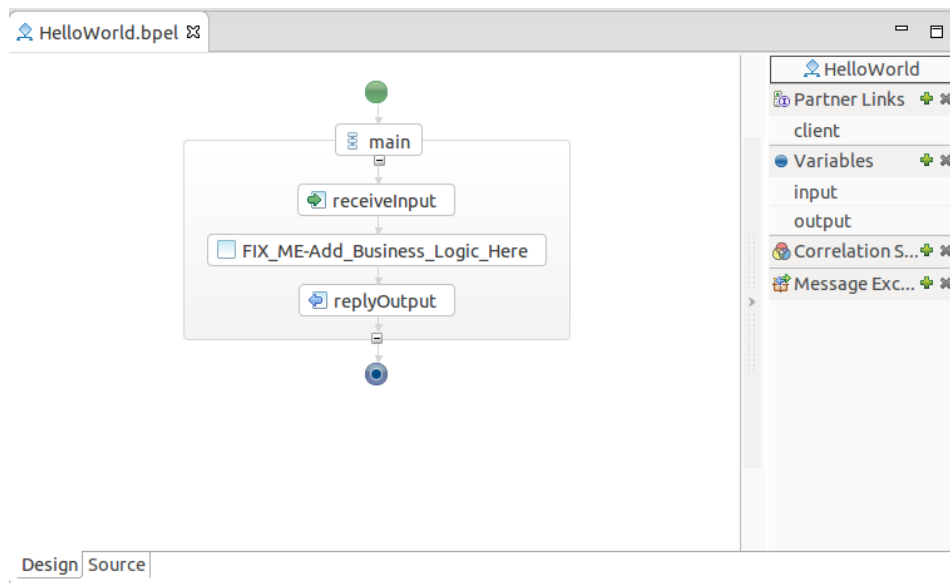 HelloWorld.bpel
main
receiveInput
FIX_ME-Add_Business_Logic_Here
replyOutput
HelloWorld
Partner Links
client
Variables
input
output
Correlation S...
Message Exc...
Design
Source